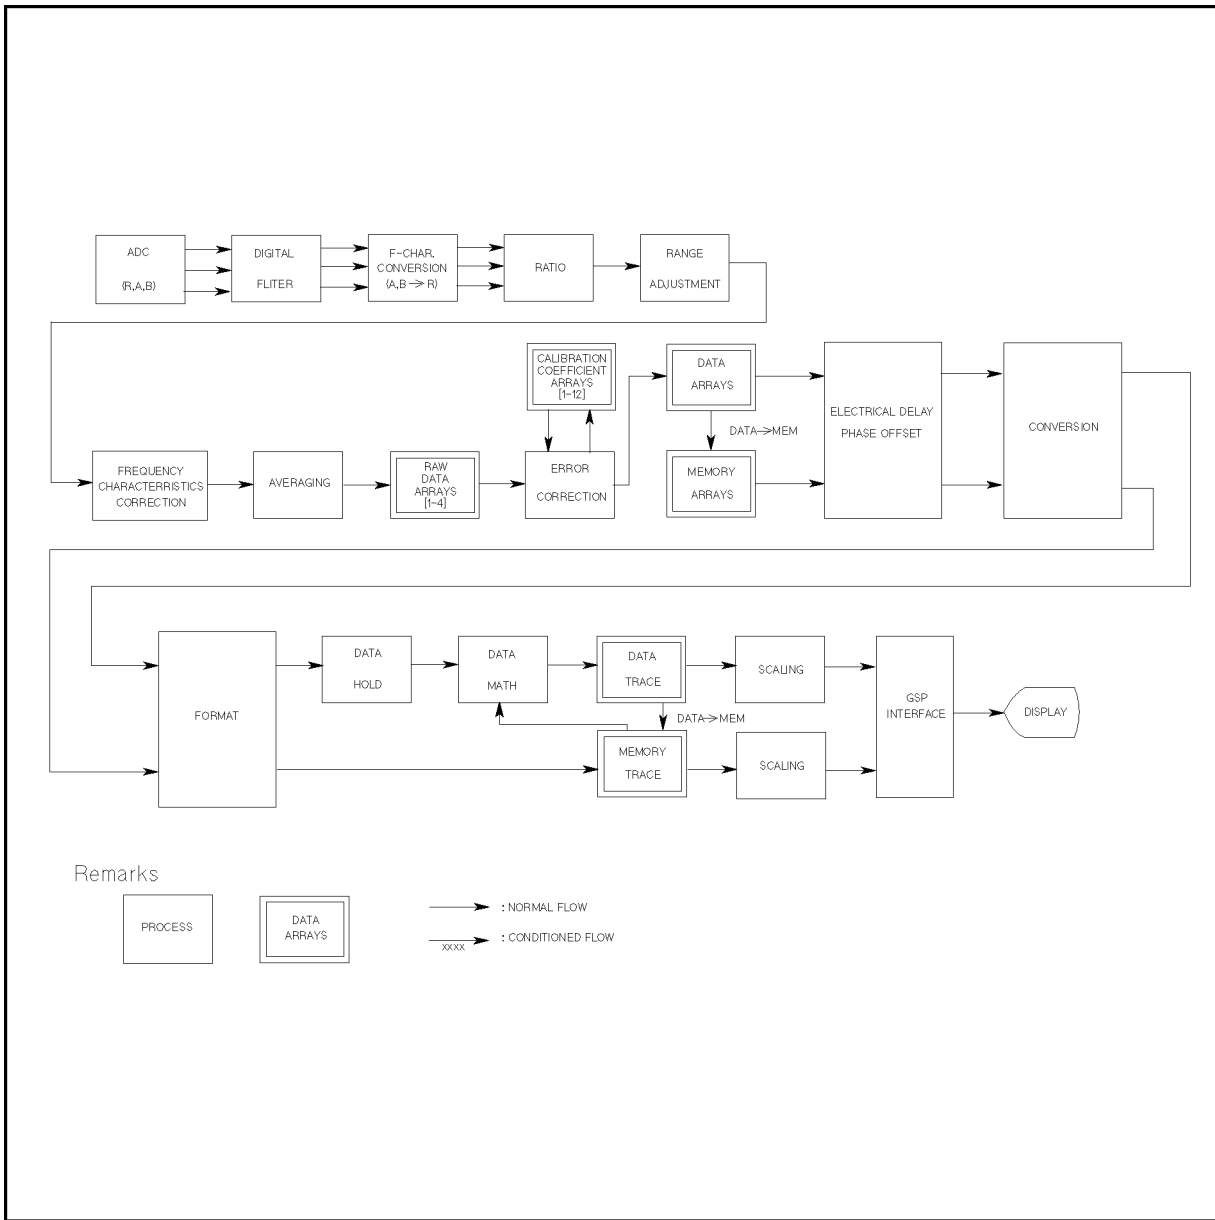 ADC
(R,A,B)
DIGITAL
FLITER
F-CHAR.
CONVERSION
(A,B→R)
RATIO
RANGE
ADJUSTMENT
CALIBRATION
COEFFICIENT
ARRAYS
[1-12]
DATA
ARRAYS
DATA→MEM
MEMORY
ARRAYS
ELECTRICAL DELAY
PHASE OFFSET
CONVERSION
FREQUENCY
CHARACTERRISTICS
CORRECTION
AVERAGING
RAW
DATA
ARRAYS
[1-4]
ERROR
CORRECTION
FORMAT
DATA
HOLD
DATA
MATH
DATA
TRACE
DATA→MEM
MEMORY
TRACE
SCALING
SCALING
GSP
INTERFACE
DISPLAY
Remarks
PROCESS
DATA
ARRAYS
: NORMAL FLOW
XXXX
: CONDITIONED FLOW